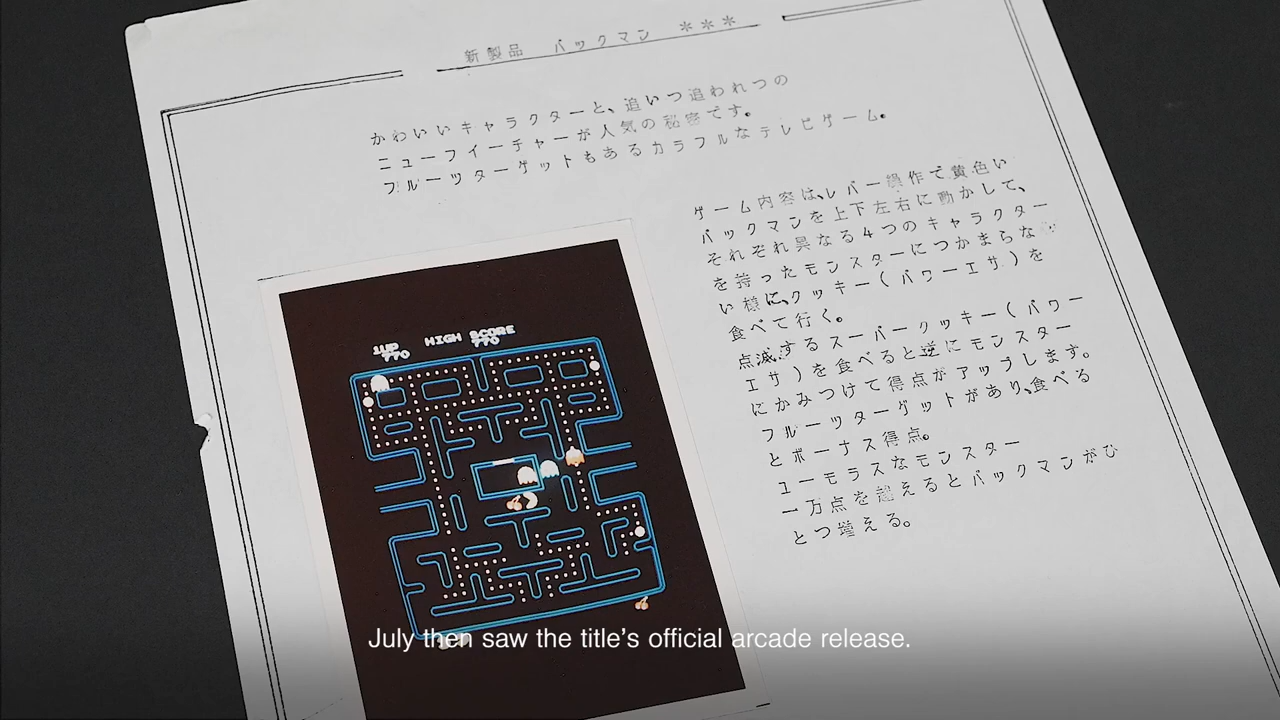 新製品 パックマン ***
かわいいキャラクターと、追いつ追われつの
ニューフイーチャーが人気の秘密です。
フルーツターゲットもあるカラフルなテレビゲーム。
ゲーム内容は、レバー操作で黄色い
パックマンを上下左右に動かして、
それぞれ異なる4つのキャラクター
を持ったモンスターにつかまらな
い様に、クッキー(パワーエサ)を
食べて行く。
点滅するスーパークッキー(パワー
エサ)を食べると逆にモンスター
にかみつけて得点がアップします。
フルーツターゲットがあり、食べる
とボーナス得点。
ユーモラスなモンスター
一万点を越えるとパックマンがひ
とつ増える。
1UP HIGH SCORE
770 770
July then saw the title's official arcade release.